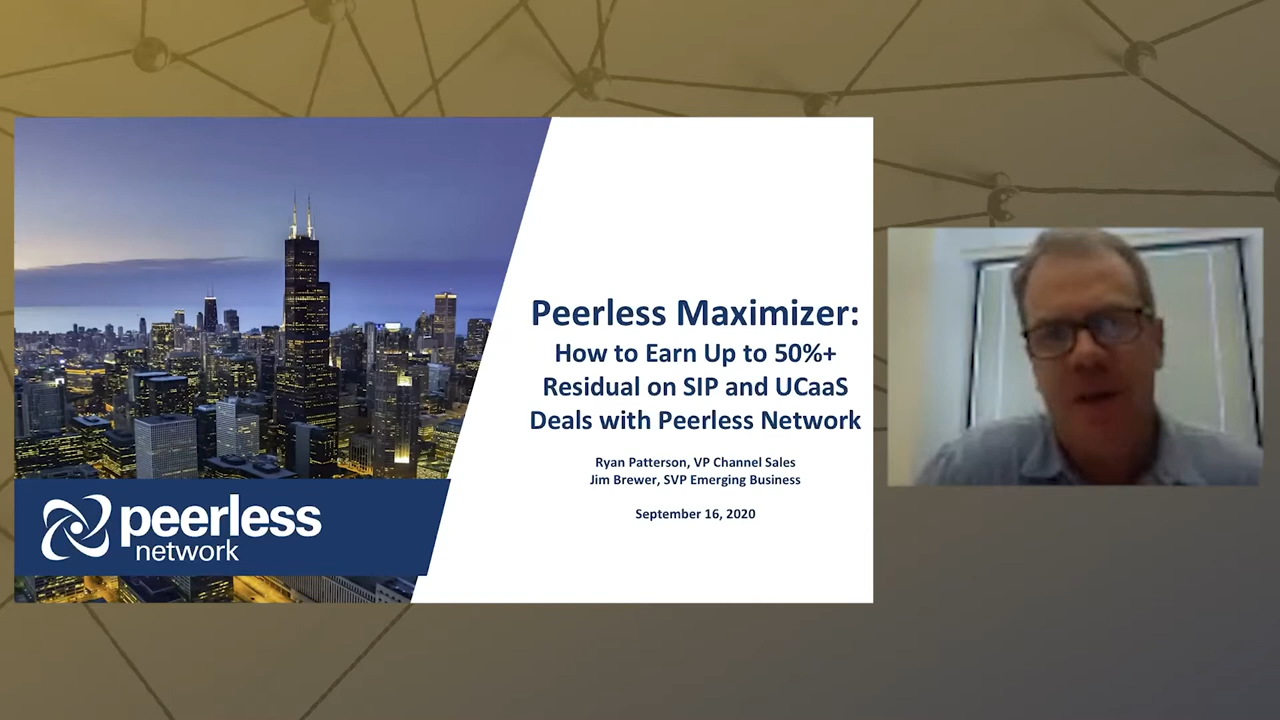 Peerless Maximizer:
How to Earn Up to 50%+
Residual on SIP and UCaaS
Deals with Peerless Network
Ryan Patterson, VP Channel Sales
Jim Brewer, SVP Emerging Business
September 16, 2020
peerless
network